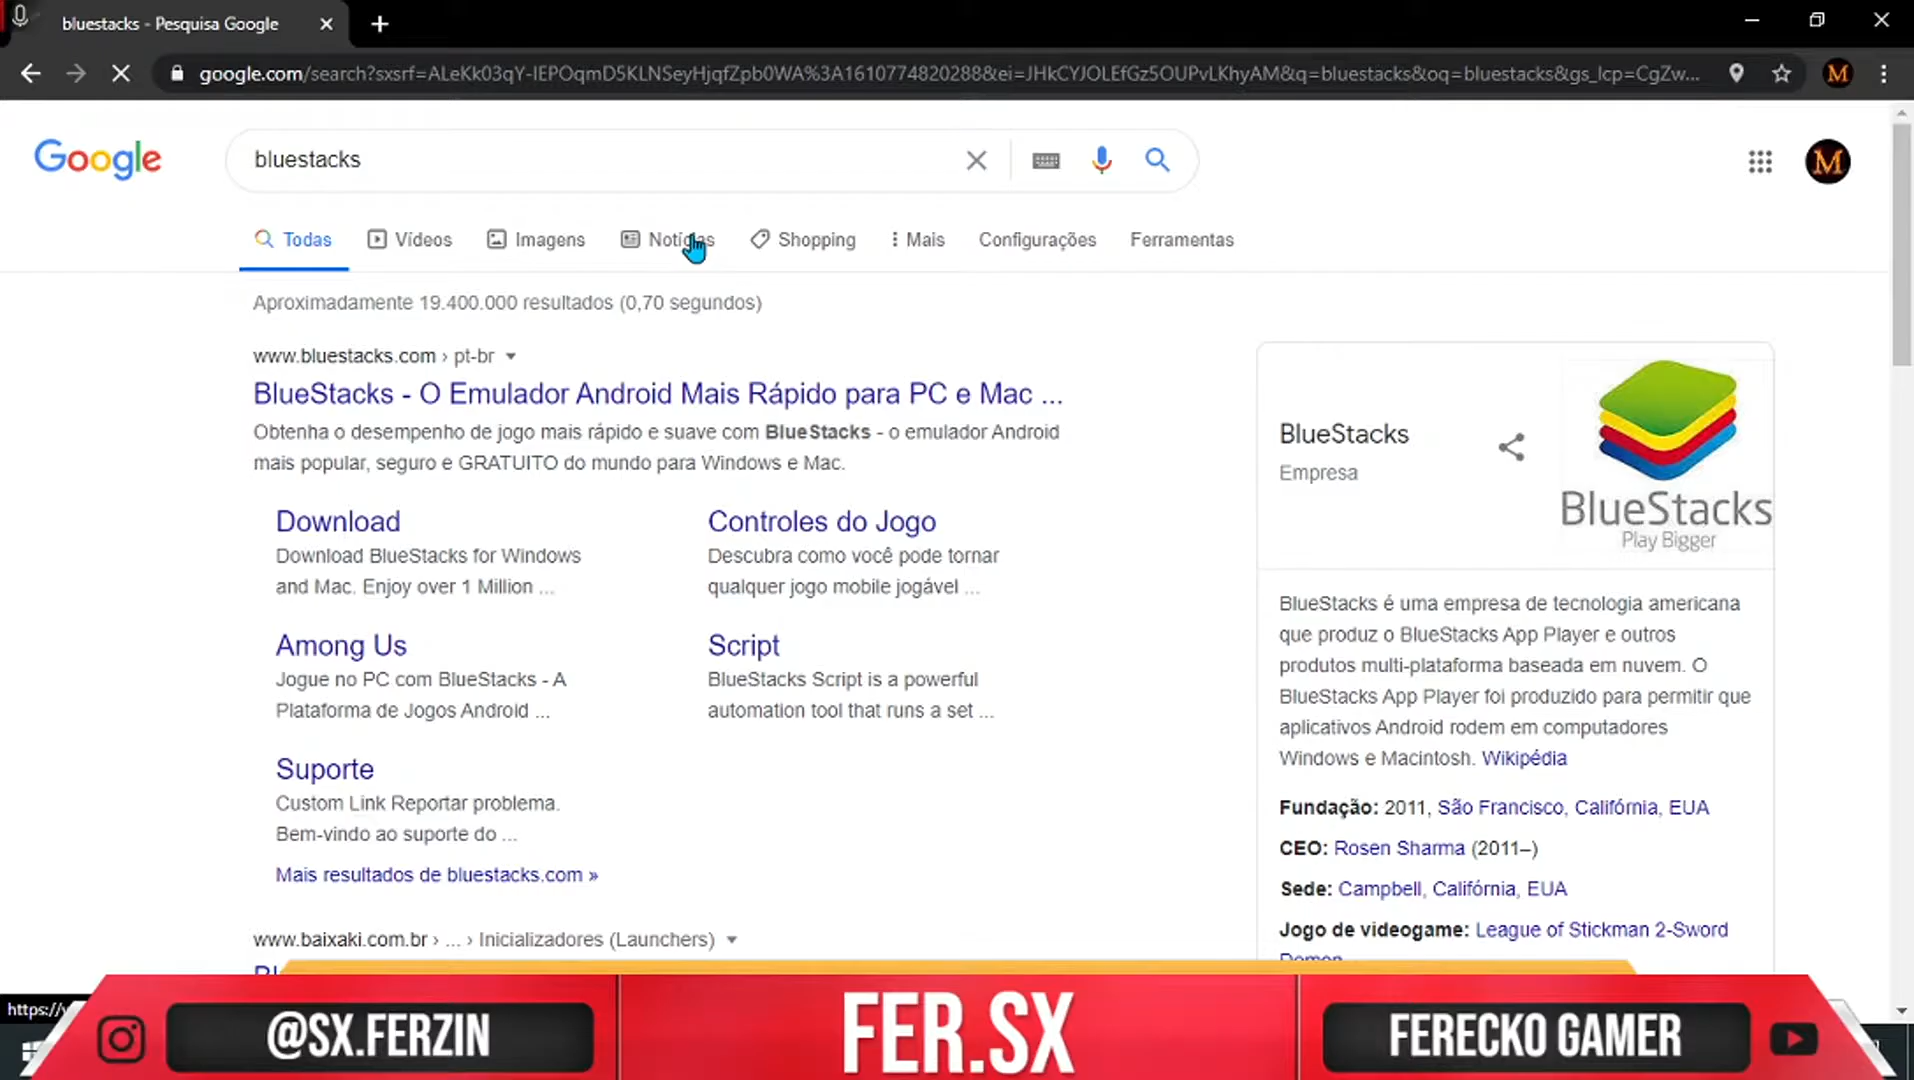 bluestacks - Pesquisa Google
google.com/search?sxsrf=ALeKk03qY-IEPOqmD5KLNSeyHjqfZpb0WA%3A1610774820288&ei=JHkCYJOLEfGz5OUPvLKhyAM&q=bluestacks&oq=bluestacks&gs_lcp=CgZw...
M
Google
bluestacks
M
Todas
Vídeos
Imagens
Notícias
Shopping
Mais
Configurações
Ferramentas
Aproximadamente 19.400.000 resultados (0,70 segundos)
www.bluestacks.com › pt-br
BlueStacks - O Emulador Android Mais Rápido para PC e Mac ...
Obtenha o desempenho de jogo mais rápido e suave com BlueStacks - o emulador Android
mais popular, seguro e GRATUITO do mundo para Windows e Mac.
Download
Download BlueStacks for Windows
and Mac. Enjoy over 1 Million ...
Controles do Jogo
Descubra como você pode tornar
qualquer jogo mobile jogável ...
Among Us
Jogue no PC com BlueStacks - A
Plataforma de Jogos Android ...
Script
BlueStacks Script is a powerful
automation tool that runs a set ...
Suporte
Custom Link Reportar problema.
Bem-vindo ao suporte do ...
Mais resultados de bluestacks.com »
www.baixaki.com.br › ... › Inicializadores (Launchers)
BlueStacks
Empresa
BlueStacks
Play Bigger
BlueStacks é uma empresa de tecnologia americana
que produz o BlueStacks App Player e outros
produtos multi-plataforma baseada em nuvem. O
BlueStacks App Player foi produzido para permitir que
aplicativos Android rodem em computadores
Windows e Macintosh. Wikipédia
Fundação: 2011, São Francisco, Califórnia, EUA
CEO: Rosen Sharma (2011–)
Sede: Campbell, Califórnia, EUA
Jogo de videogame: League of Stickman 2-Sword
Demon
https://
@SX.FERZIN
FER.SX
FERECKO GAMER